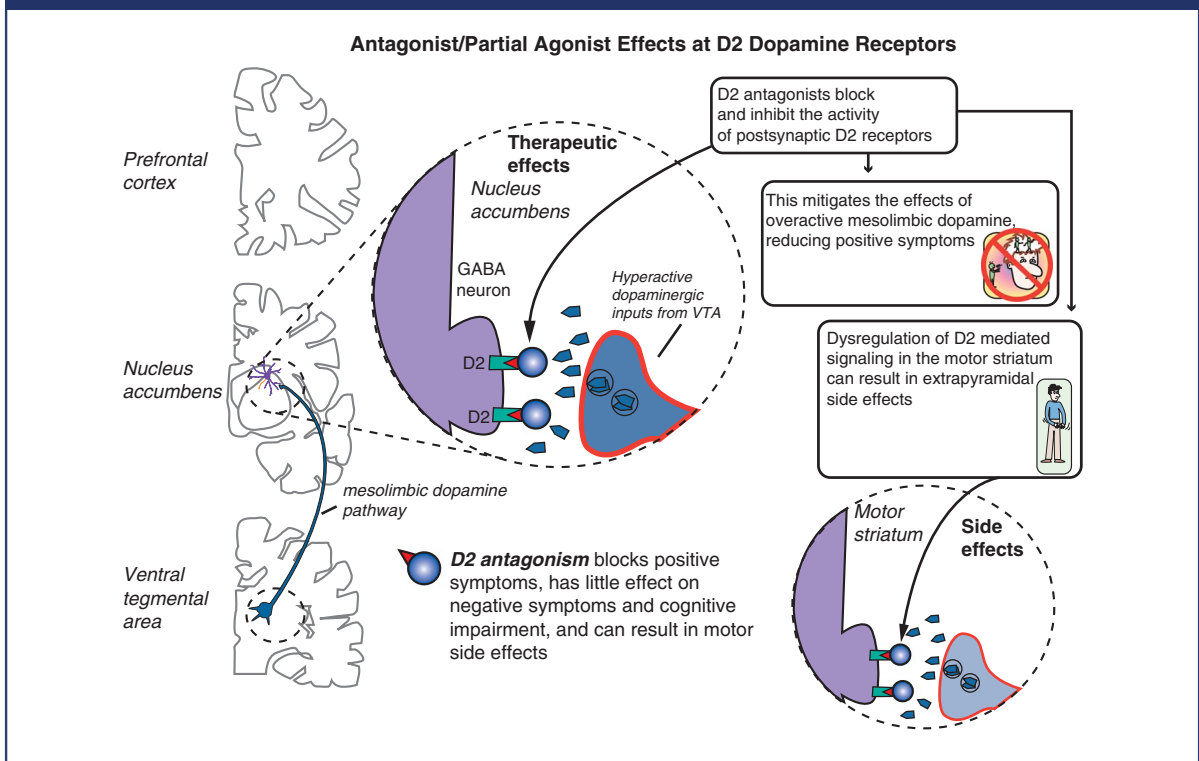 Antagonist/Partial Agonist Effects at D2 Dopamine Receptors
Prefrontal
cortex
Nucleus
accumbens
Ventral
tegmental
area
mesolimbic dopamine
pathway
Therapeutic
effects
Nucleus
accumbens
GABA
neuron
D2
D2
Hyperactive
dopaminergic
inputs from VTA
D2 antagonists block
and inhibit the activity
of postsynaptic D2 receptors
This mitigates the effects of
overactive mesolimbic dopamine,
reducing positive symptoms
Dysregulation of D2 mediated
signaling in the motor striatum
can result in extrapyramidal
side effects
D2 antagonism blocks positive
symptoms, has little effect on
negative symptoms and cognitive
impairment, and can result in motor
side effects
Motor
striatum
Side
effects